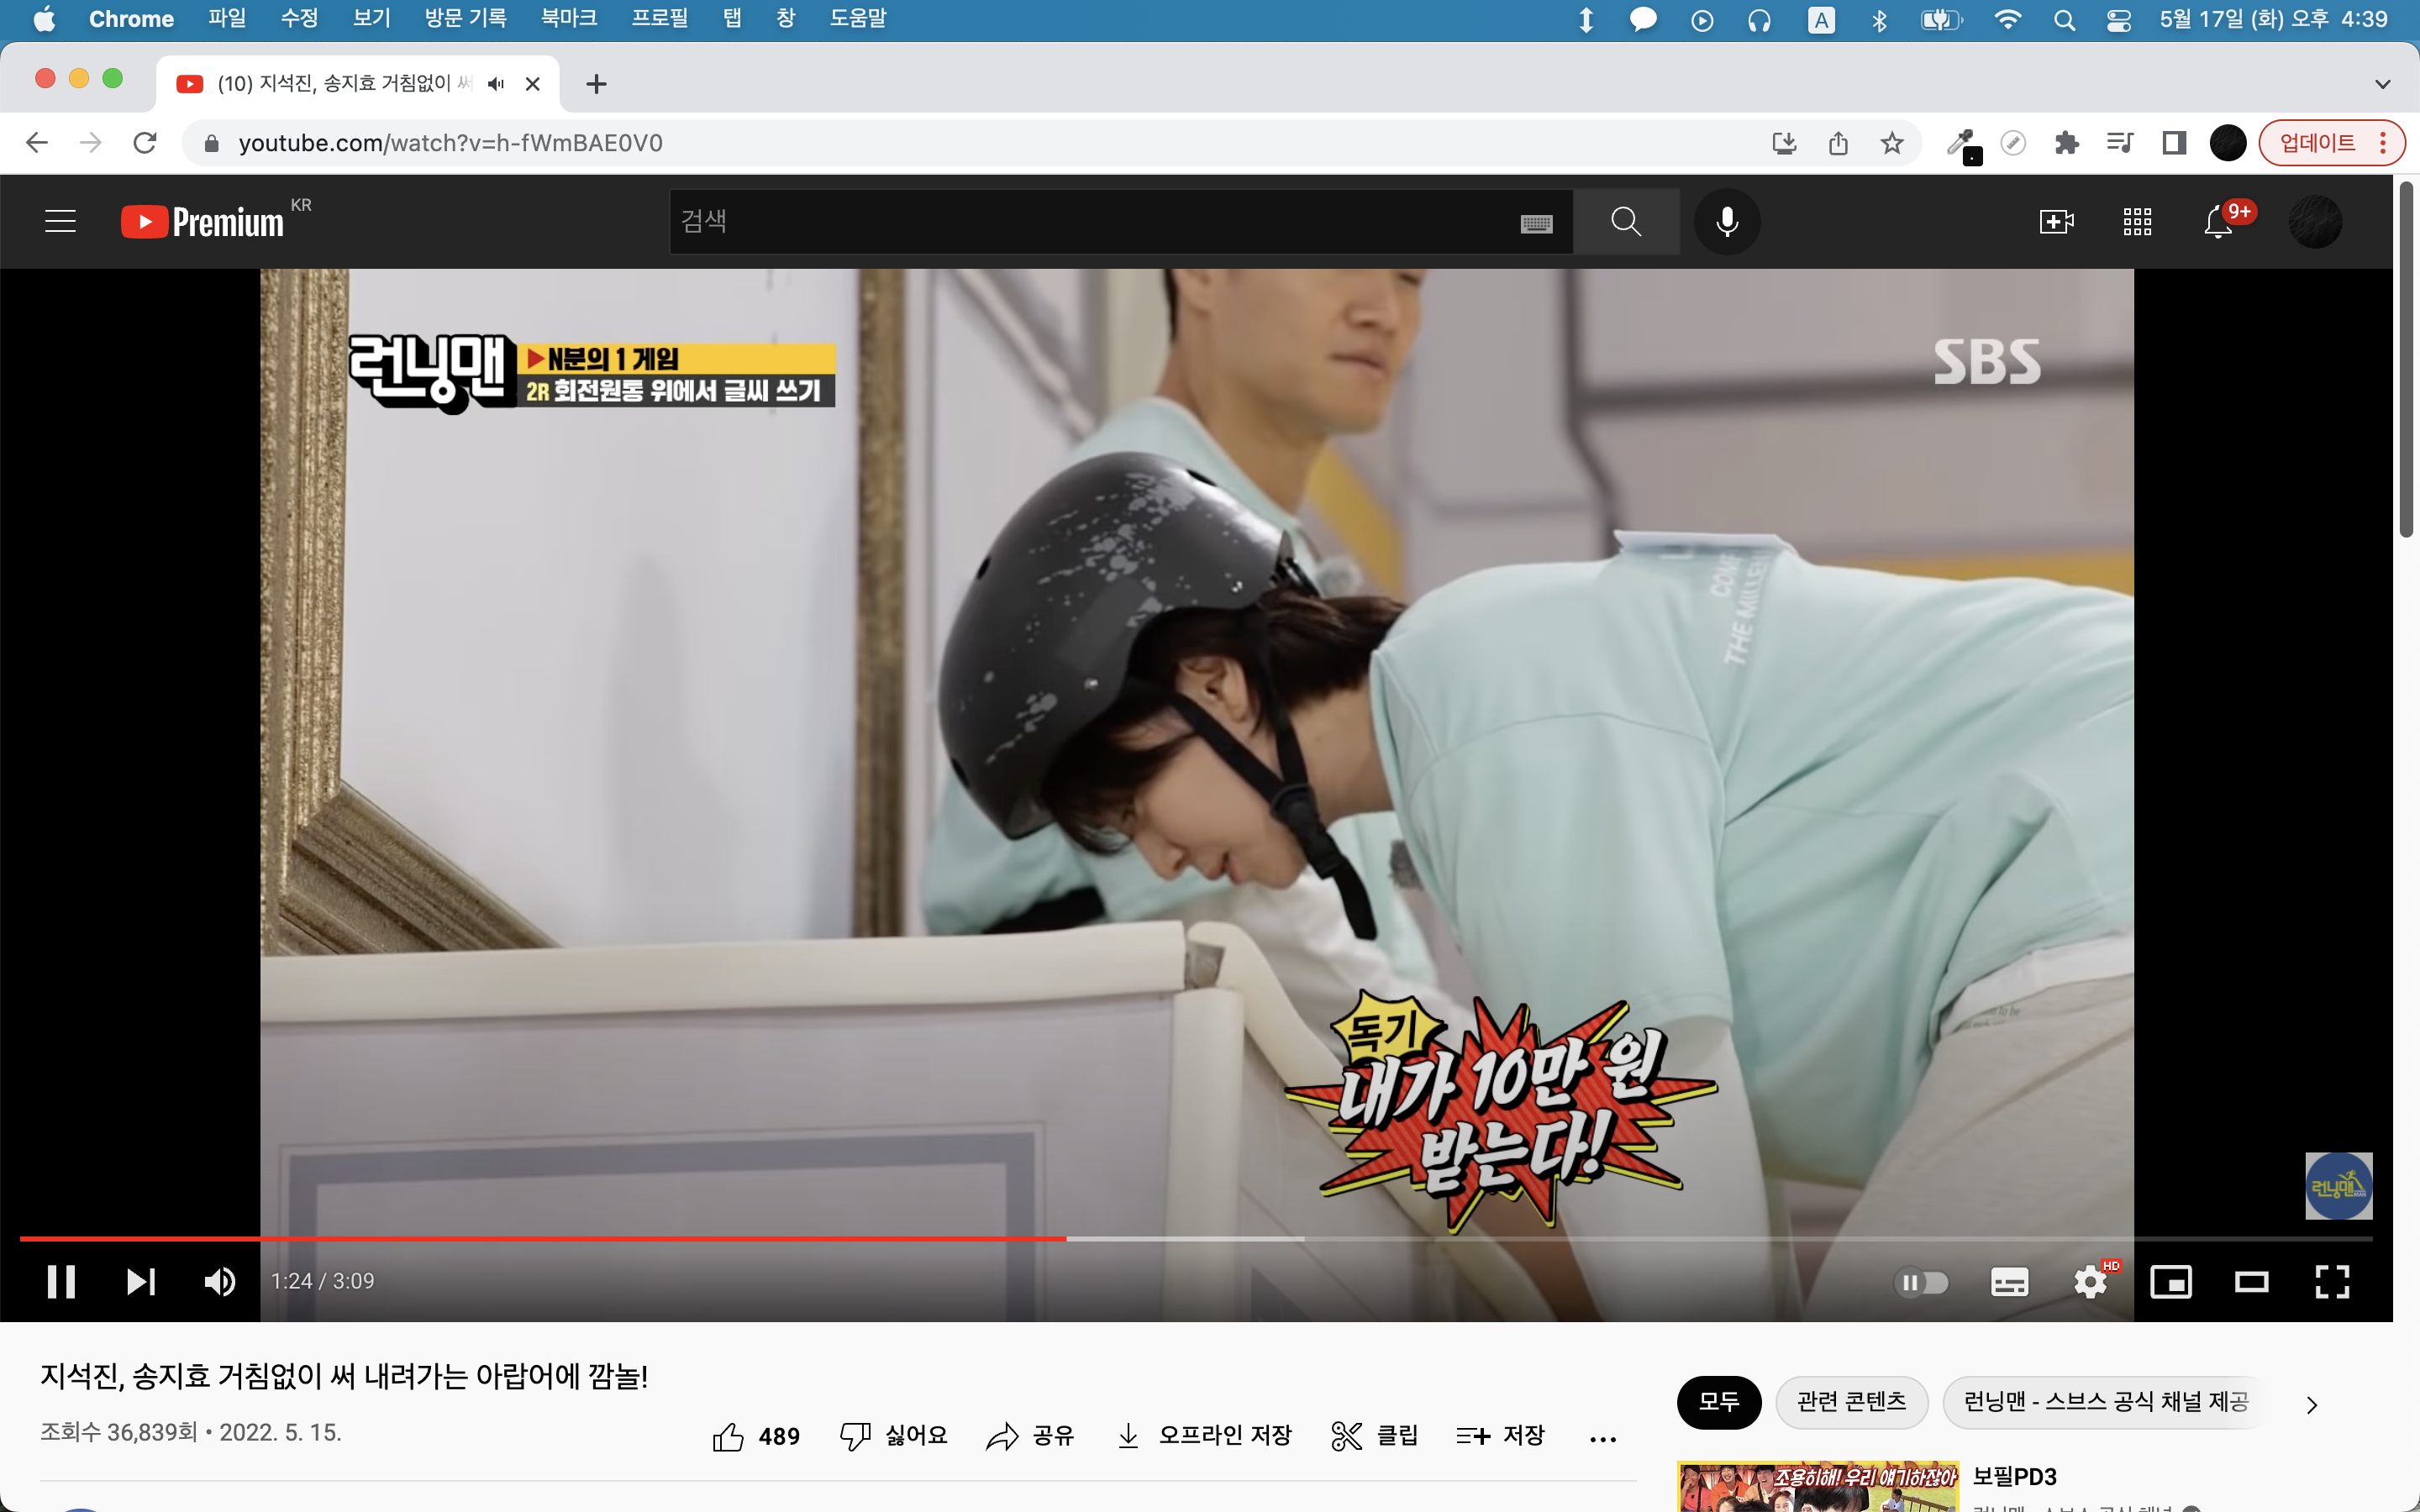 Chrome 파일 수정 보기 방문 기록 북마크 프로필 탭 창 도움말
A 5월 17일 (화) 오후 4:39
(10) 지석진, 송지효 거침없이 써
youtube.com/watch?v=h-fWmBAE0V0
업데이트
Premium KR
검색
9+
런닝맨
N분의 1 게임
2R 회전원통 위에서 글씨 쓰기
SBS
COME
THE MILLEN
독기
내가 10만 원
받는다!
런닝맨
1:24 / 3:09
HD
지석진, 송지효 거침없이 써 내려가는 아랍어에 깜놀!
조회수 36,839회 • 2022. 5. 15.
489 싫어요 공유 오프라인 저장 클립 저장
모두 관련 콘텐츠 런닝맨 - 스브스 공식 채널 제공
조용히해! 우리 얘기하잖아
보필PD3